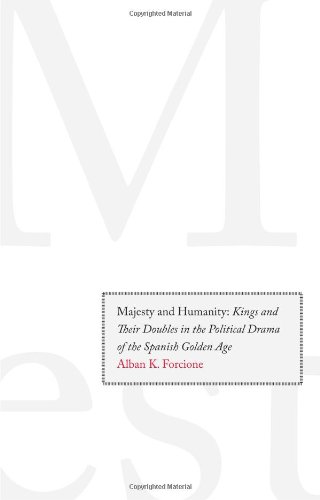 Copyrighted Material
M
Majesty and Humanity: Kings and
Their Doubles in the Political Drama
of the Spanish Golden Age
Alban K. Forcione
est
Copyrighted Material